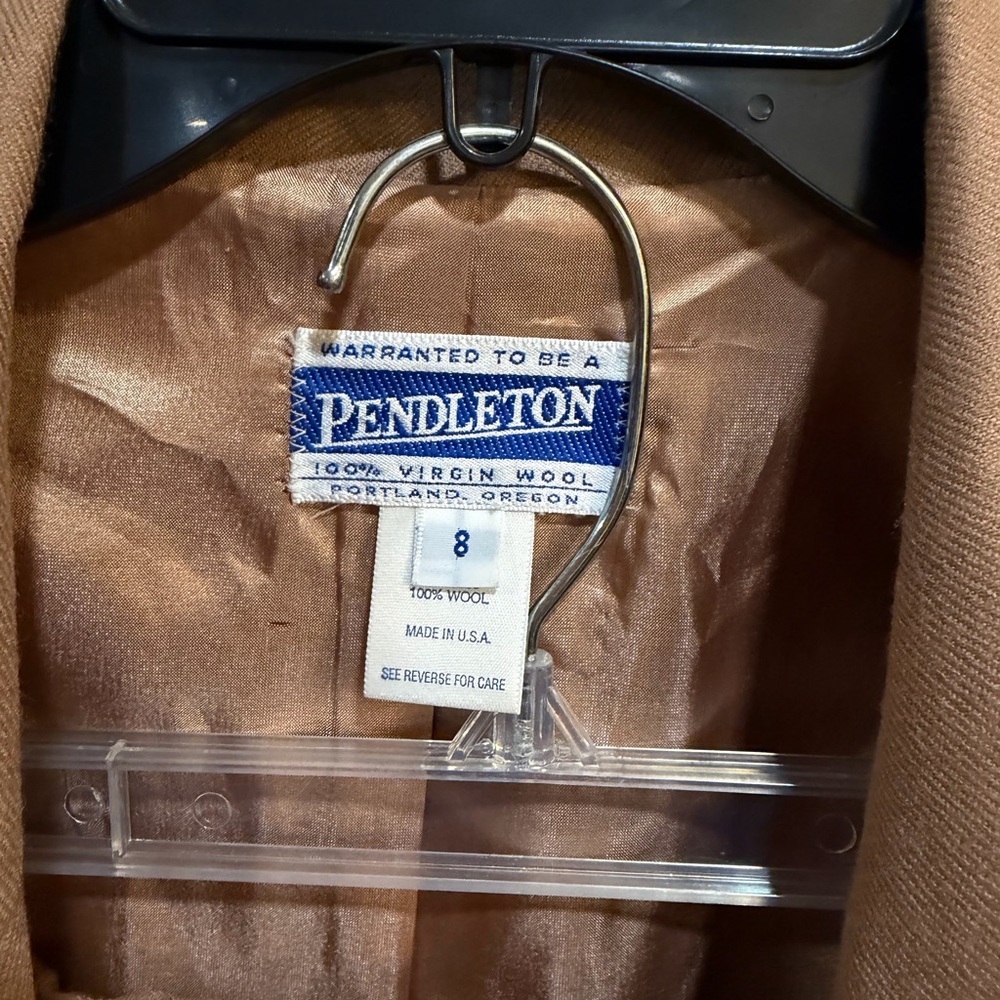 WARRANTED TO BE A
PENDLETON
100% VIRGIN WOOL
PORTLAND, OREGON
8
100% WOOL
MADE IN U.S.A.
SEE REVERSE FOR CARE